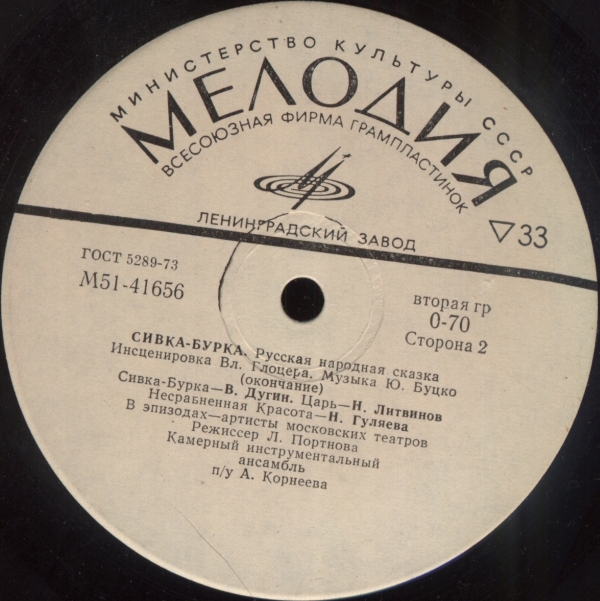 МИНИСТЕРСТВО КУЛЬТУРЫ СССР
МЕЛОДИЯ
ВСЕСОЮЗНАЯ ФИРМА ГРАМПЛАСТИНОК
ЛЕНИНГРАДСКИЙ ЗАВОД
▽33
ГОСТ 5289-73
М51-41656
вторая гр
0-70
Сторона 2
СИВКА-БУРКА. Русская народная сказка
Инсценировка Вл. Глоцера. Музыка Ю. Буцко
(окончание)
Сивка-Бурка—В. Дугин. Царь—Н. Литвинов
Несрабненная Красота—Н. Гуляева
В эпизодах—артисты московских театров
Режиссер Л. Портнова
Камерный инструментальный
ансамбль
п/у А. Корнеева